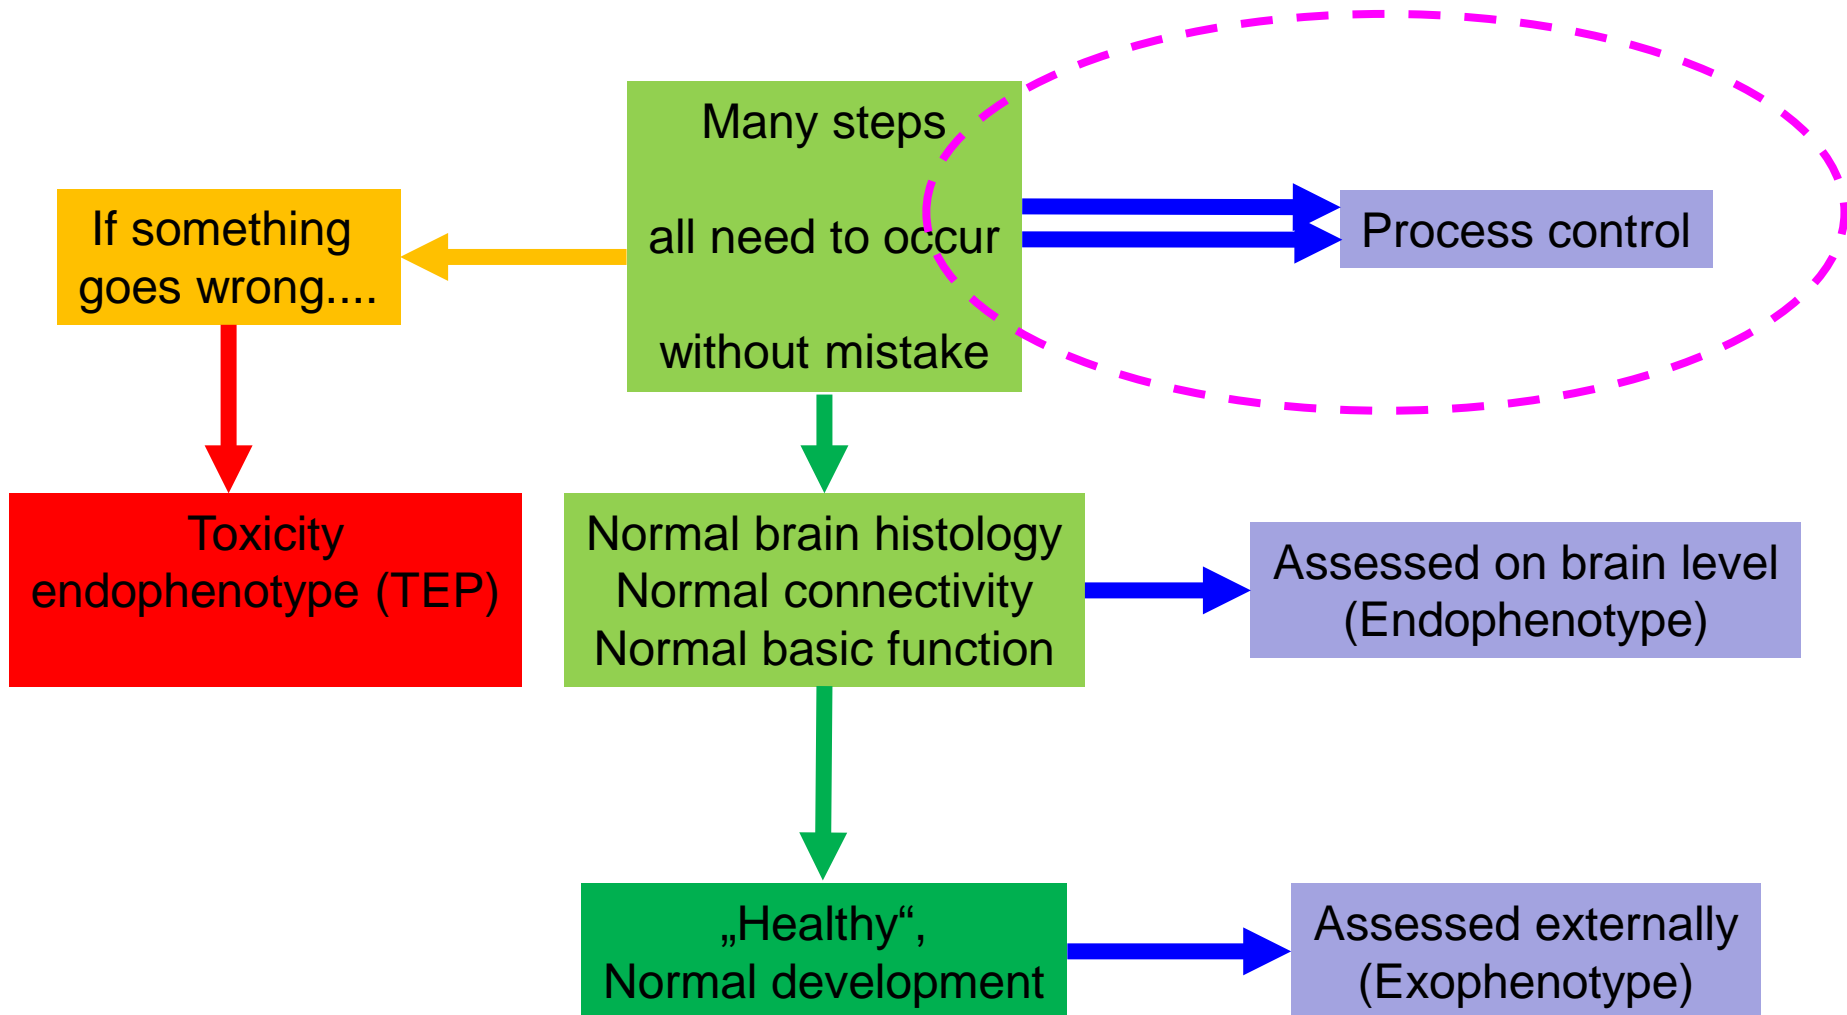 Many steps
all need to occur
without mistake
If something
goes wrong....
Process control
Toxicity
endophenotype (TEP)
Normal brain histology
Normal connectivity
Normal basic function
Assessed on brain level
(Endophenotype)
„Healthy“,
Normal development
Assessed externally
(Exophenotype)